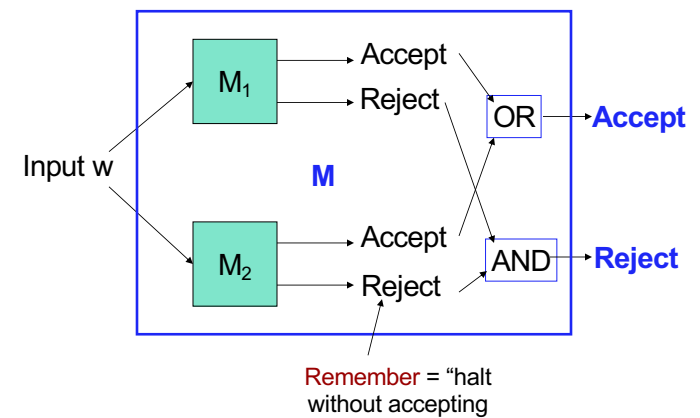 Accept
M1
Reject
OR
Accept
Input w
M
Accept
M2
Reject
AND
Reject
Remember = “halt
without accepting